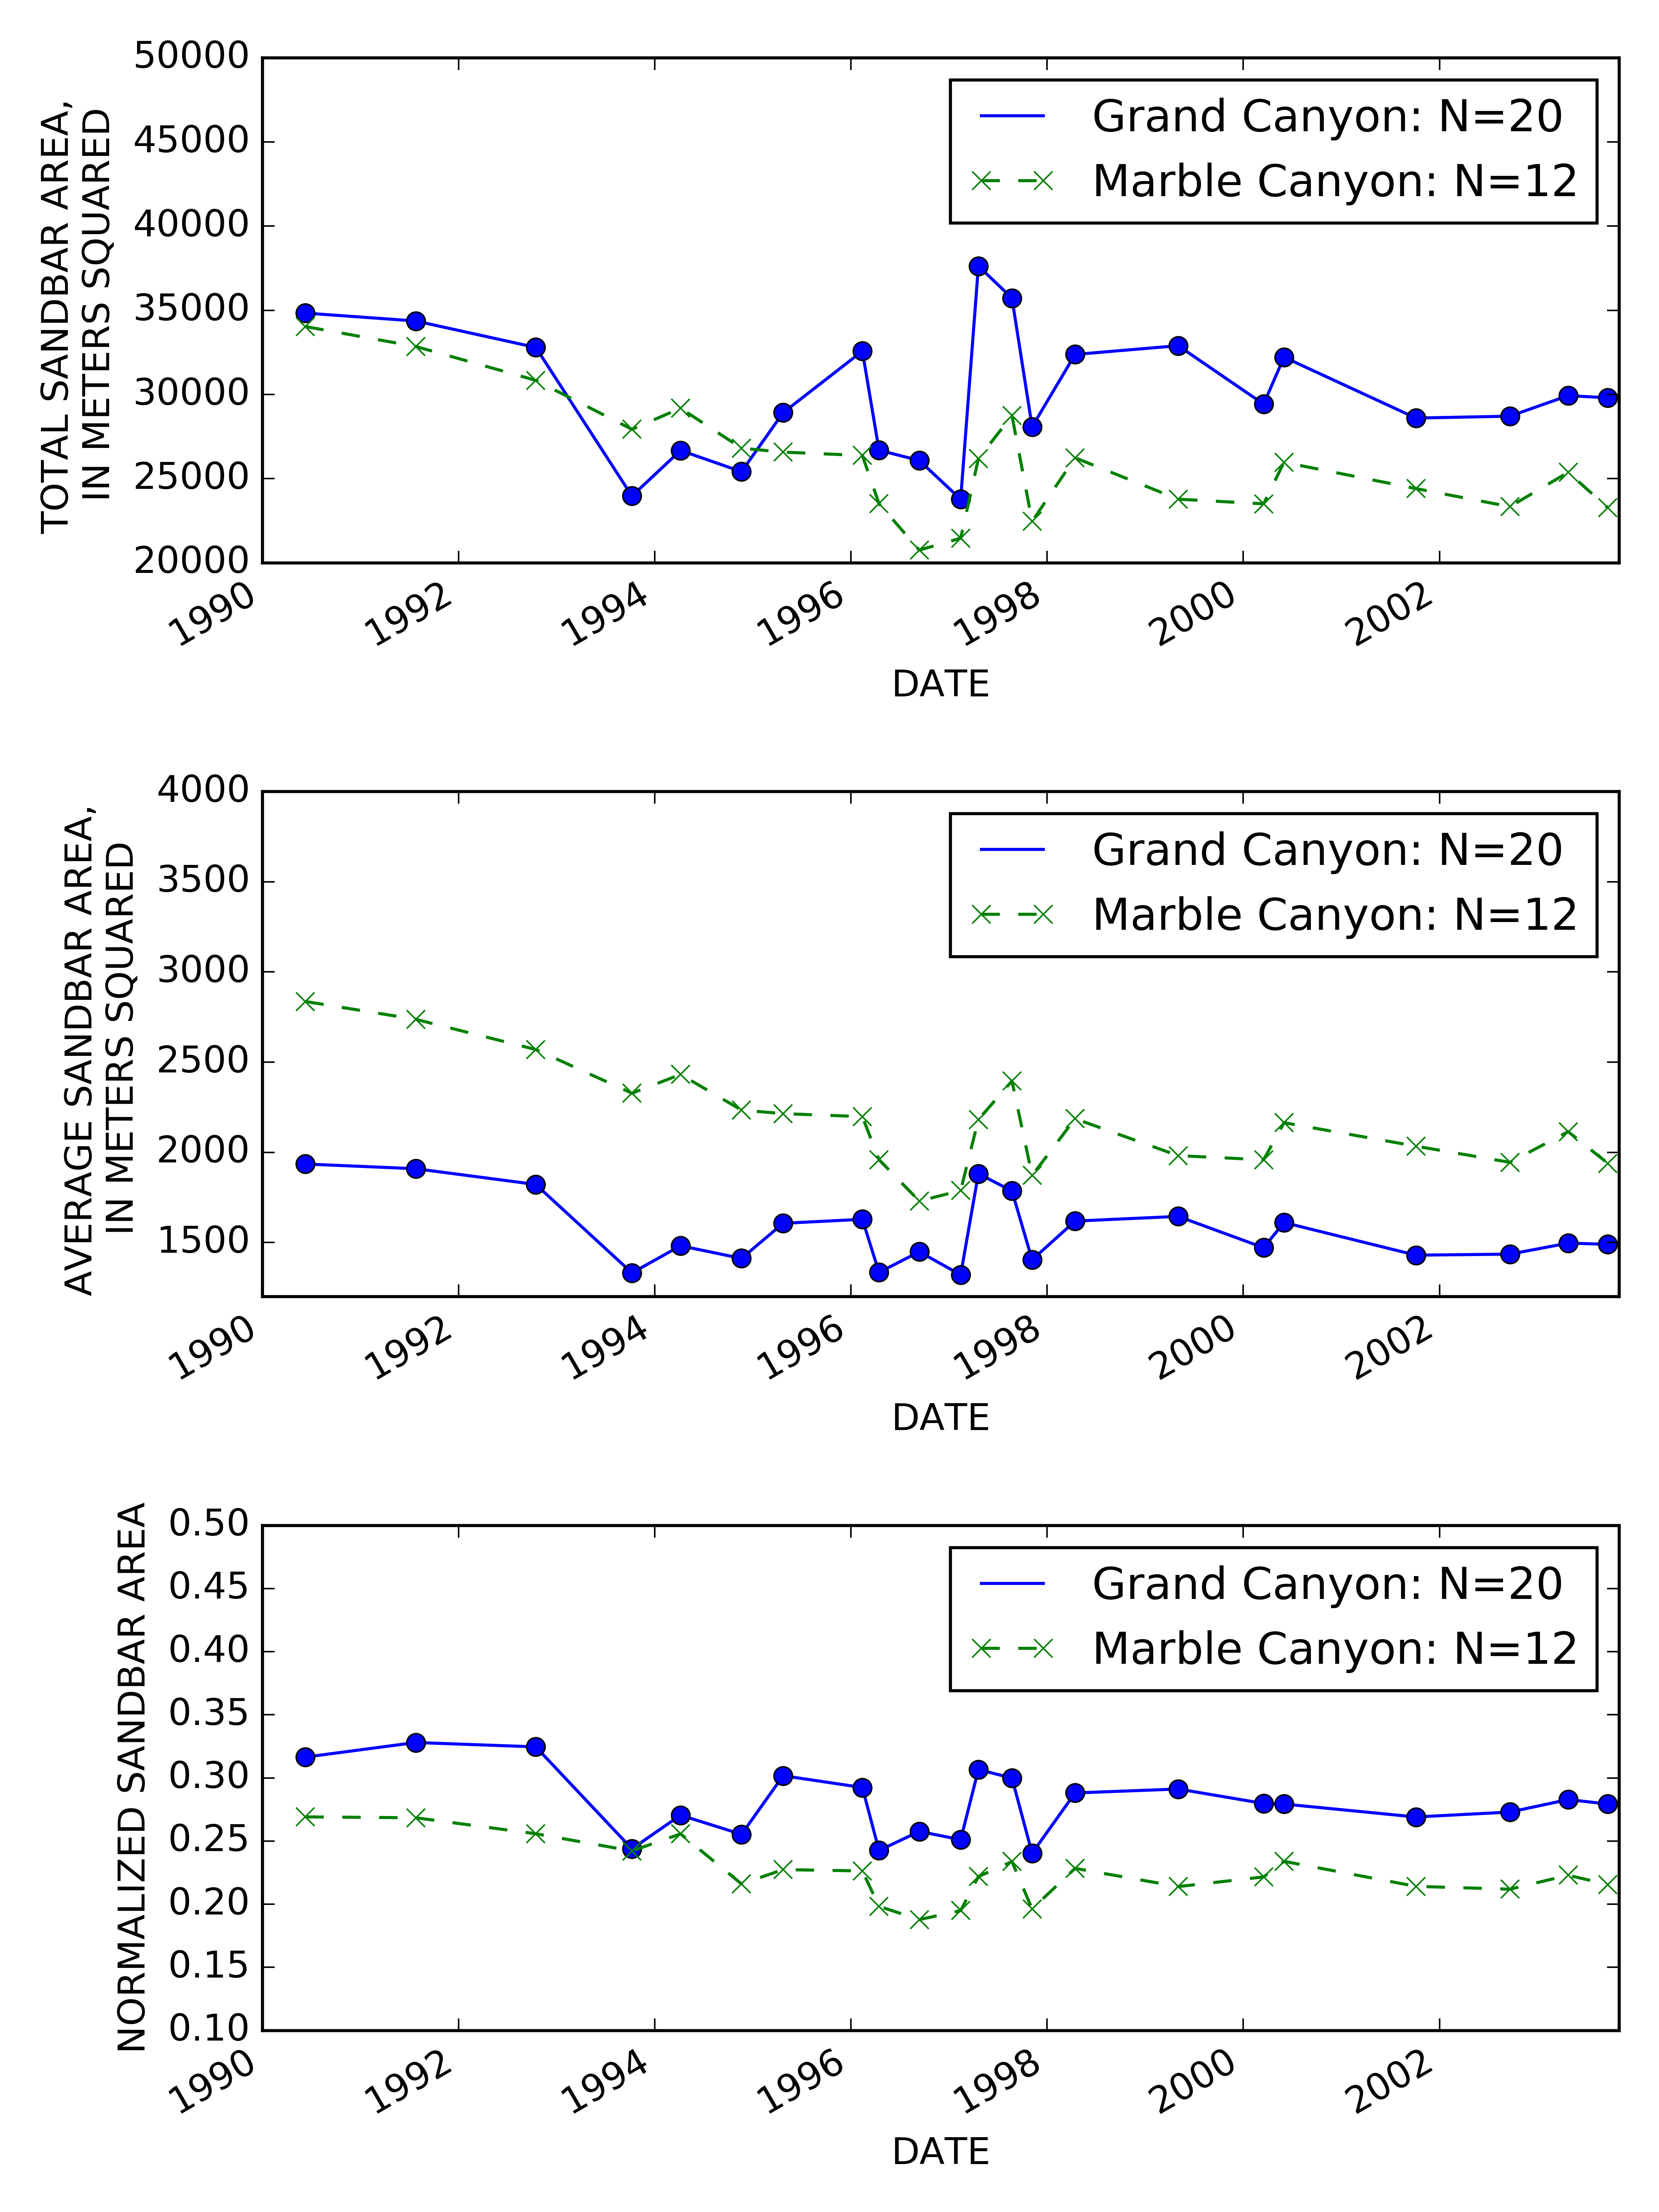 TOTAL SANDBAR AREA,
IN METERS SQUARED
50000
45000
40000
35000
30000
25000
20000
Grand Canyon: N=20
Marble Canyon: N=12
1990 1992 1994 1996 1998 2000 2002
DATE
AVERAGE SANDBAR AREA,
IN METERS SQUARED
4000
3500
3000
2500
2000
1500
Grand Canyon: N=20
Marble Canyon: N=12
1990 1992 1994 1996 1998 2000 2002
DATE
NORMALIZED SANDBAR AREA
0.50
0.45
0.40
0.35
0.30
0.25
0.20
0.15
0.10
Grand Canyon: N=20
Marble Canyon: N=12
1990 1992 1994 1996 1998 2000 2002
DATE